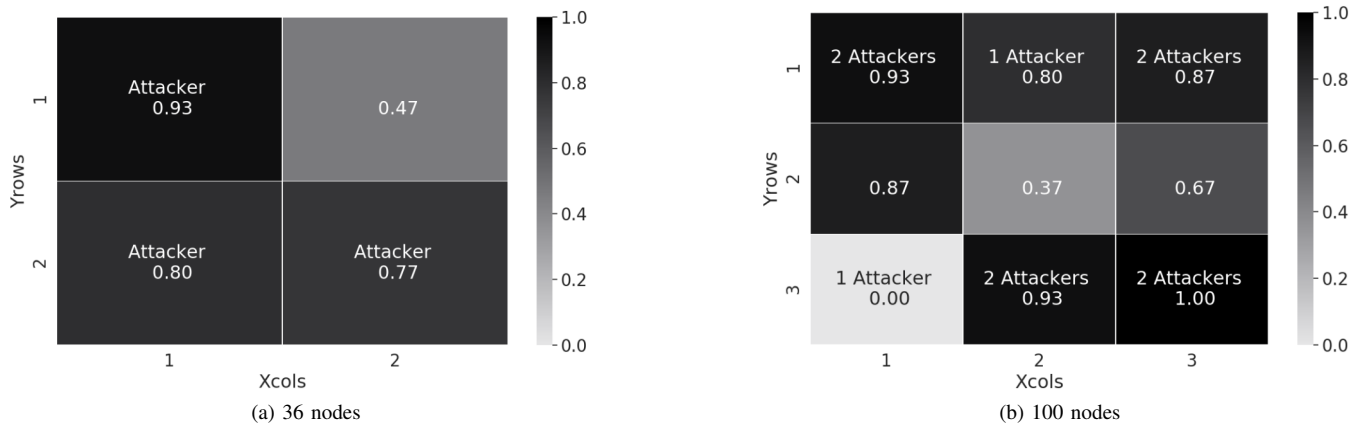 1.0
Attacker
0.93
0.47
0.8
1
0.6
Yrows
0.4
Attacker
0.80
Attacker
0.77
2
0.2
0.0
1
2
Xcols
(a) 36 nodes
1.0
2 Attackers
0.93
1 Attacker
0.80
2 Attackers
0.87
1
0.8
0.6
Yrows
2
0.87
0.37
0.67
0.4
1 Attacker
0.00
2 Attackers
0.93
2 Attackers
1.00
3
0.2
0.0
1
2
3
Xcols
(b) 100 nodes